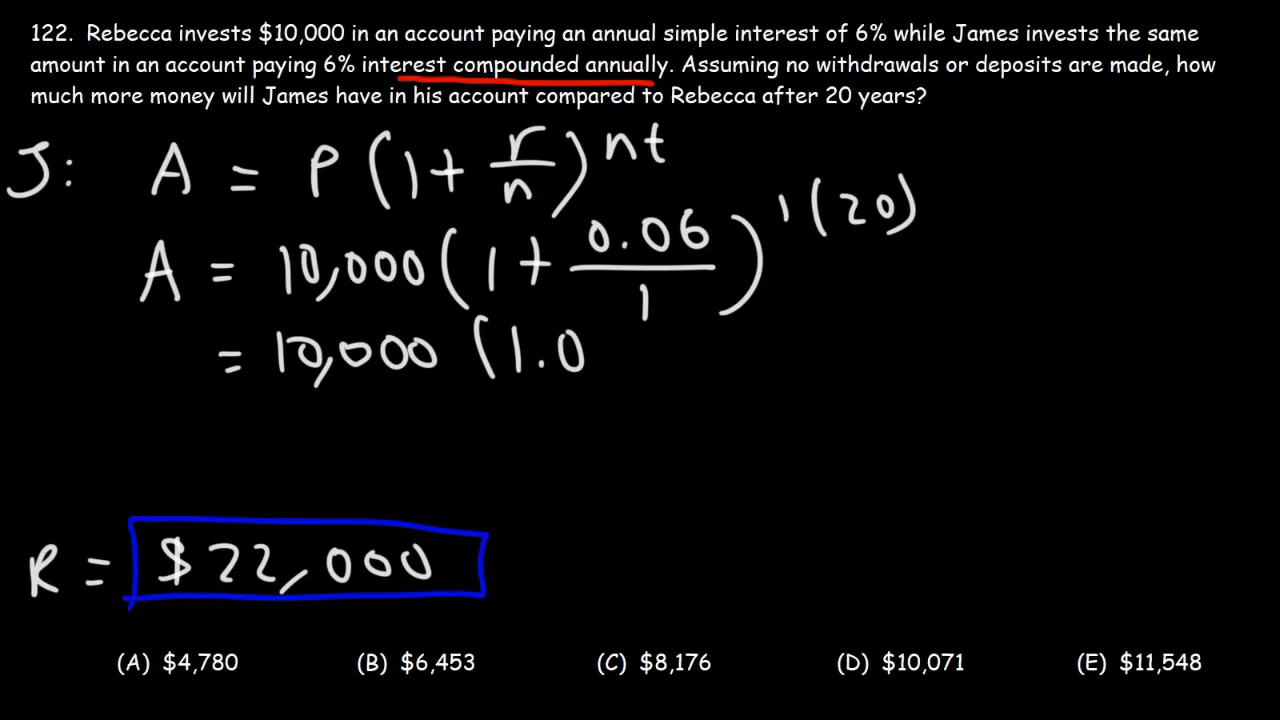 122. Rebecca invests $10,000 in an account paying an annual simple interest of 6% while James invests the same
amount in an account paying 6% interest compounded annually. Assuming no withdrawals or deposits are made, how
much more money will James have in his account compared to Rebecca after 20 years?
J: A = P(1 + r/n)^nt
A = 10,000(1 + 0.06/1)^1(20)
= 10,000 (1.0
R = $22,000
(A) $4,780 (B) $6,453 (C) $8,176 (D) $10,071 (E) $11,548